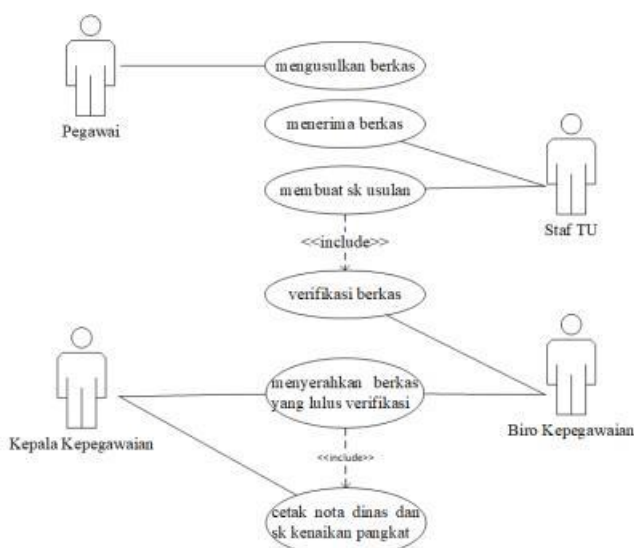 mengusulkan berkas
Pegawai
menerima berkas
membuat sk usulan
Staf TU
<<include>>
verifikasi berkas
menyerahkan berkas
yang lulus verifikasi
Kepala Kepegawaian
Biro Kepegawaian
<<include>>
cetak nota dinas dan
sk kenaikan pangkat